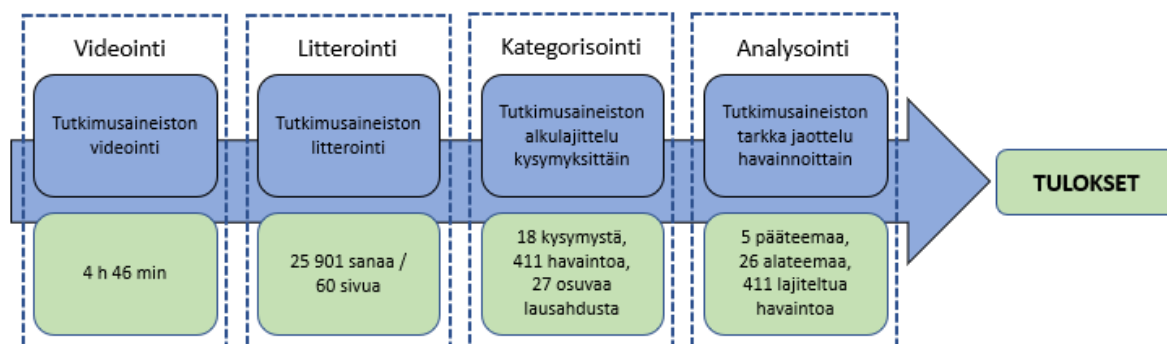 Videointi
Tutkimusaineiston
videointi
4 h 46 min
Litterointi
Tutkimusaineiston
litterointi
25 901 sanaa /
60 sivua
Kategorisointi
Tutkimusaineiston
alkulajittelu
kysymyksittäin
18 kysymystä,
411 havaintoa,
27 osuvaa
lausahdusta
Analysointi
Tutkimusaineiston
tarkka jaottelu
havainnoittain
5 pääteemaa,
26 alateemaa,
411 lajiteltua
havaintoa
TULOKSET